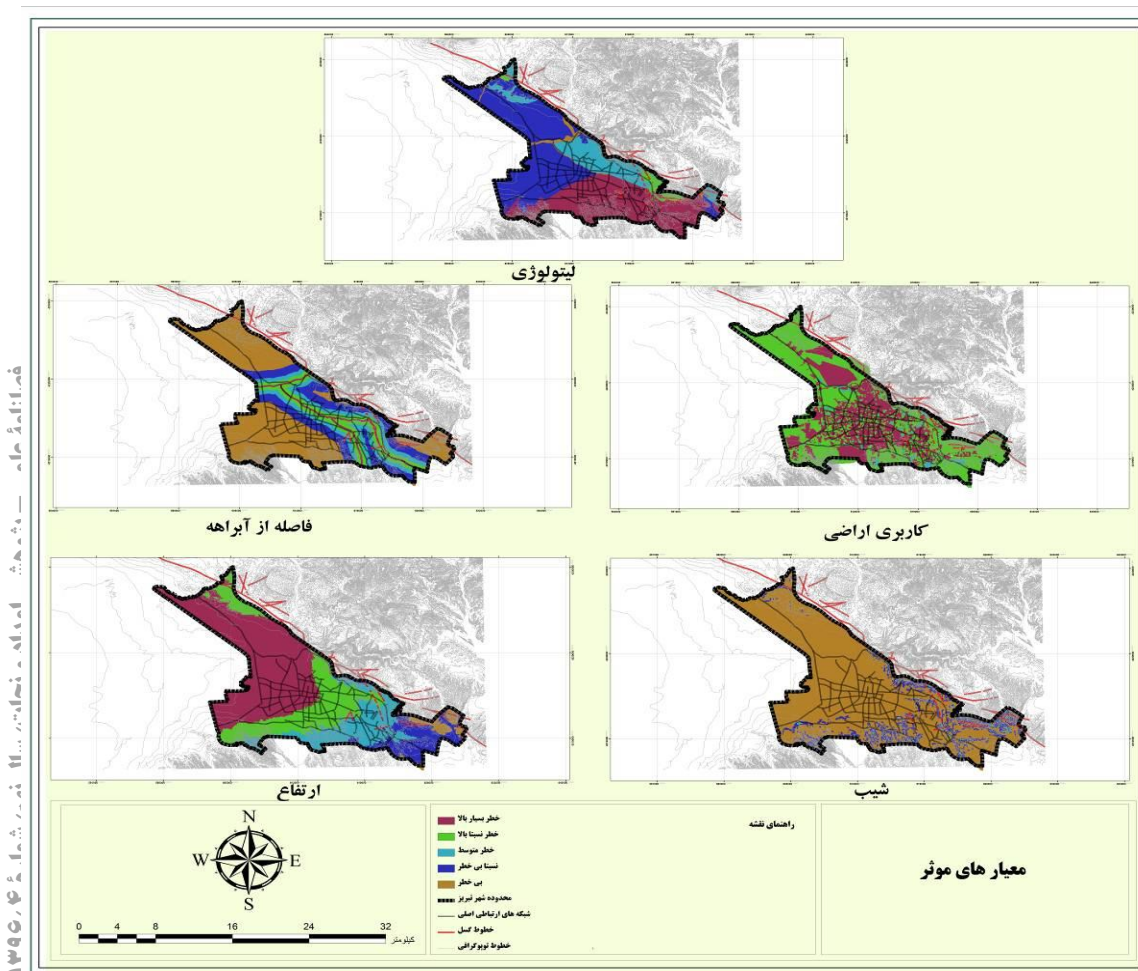 لیتولوژی
فاصله از آبراهه
کاربری اراضی
ارتفاع
شیب
معیار های موثر
راهنمای نقشه
خطر بسیار بالا
خطر نسبتا بالا
خطر متوسط
نسبتا بی خطر
بی خطر
محدوده شهر تبریز
شبکه های ارتباطی اصلی
خطوط گسل
خطوط توپوگرافی
N
W E
S
0 4 8 16 24 32
کیلومتر